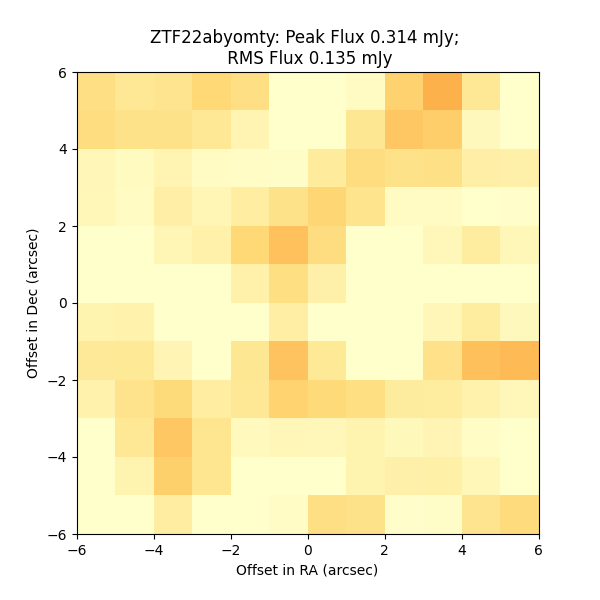 ZTF22abyomty: Peak Flux 0.314 mJy;
RMS Flux 0.135 mJy
6
4
2
0
−2
−4
−6
Offset in Dec (arcsec)
−6 −4 −2 0 2 4 6
Offset in RA (arcsec)